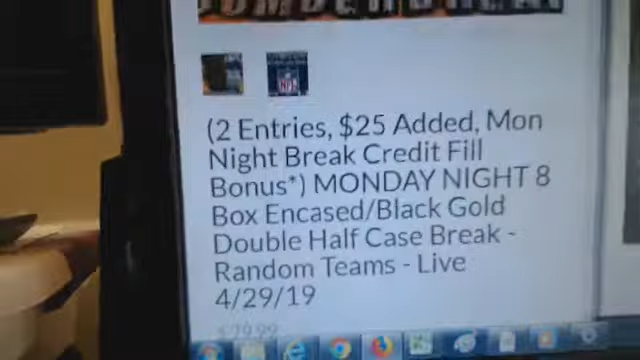 NFL
(2 Entries, $25 Added, Mon
Night Break Credit Fill
Bonus*) MONDAY NIGHT 8
Box Encased/Black Gold
Double Half Case Break -
Random Teams - Live
4/29/19